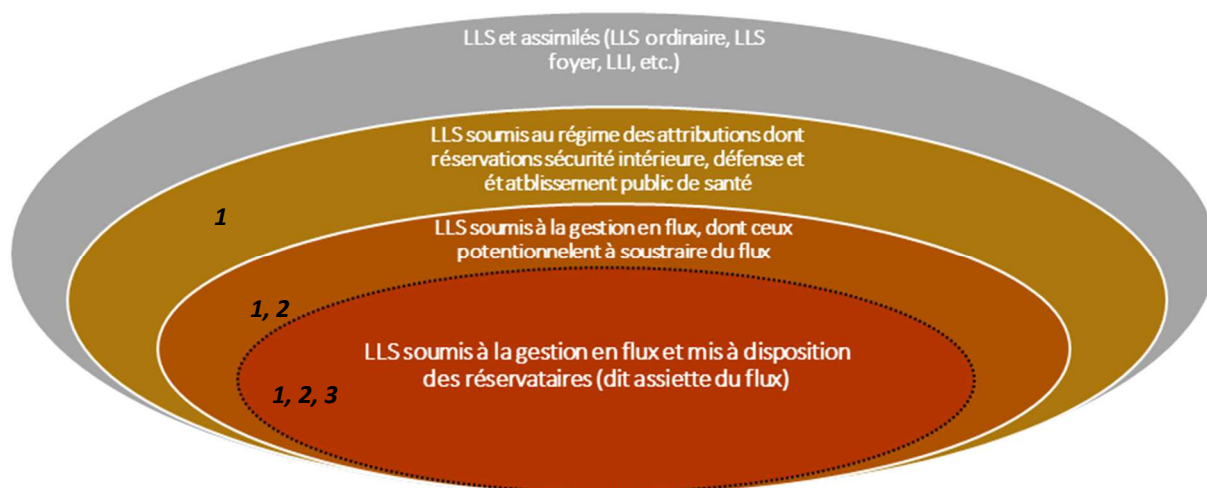 LLS et assimilés (LLS ordinaire, LLS
foyer, LLI, etc.)
LLS soumis au régime des attributions dont
réservations sécurité intérieure, défense et
ét atblissement public de santé
1
LLS soumis à la gestion en flux, dont ceux
potentionnelent à soustraire du flux
1, 2
LLS soumis à la gestion en flux et mis à disposition
des réservataires (dit assiette du flux)
1, 2, 3